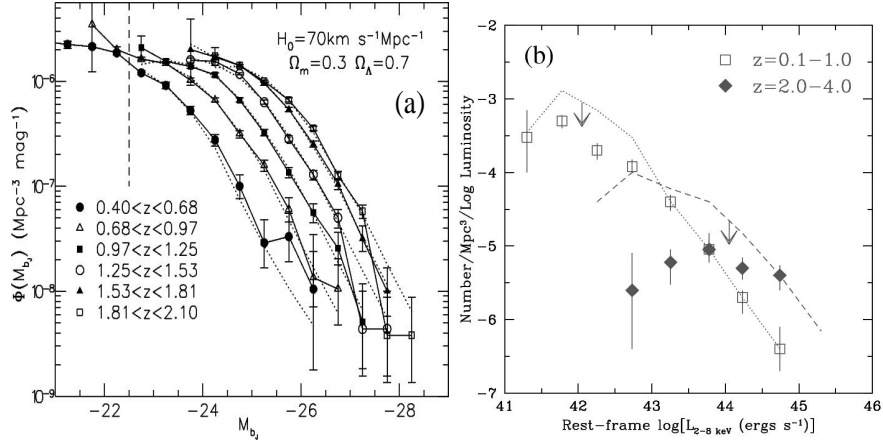 H₀=70km s⁻¹Mpc⁻¹
Ωₘ=0.3 Ω_Λ=0.7
(a)
10⁻⁶
10⁻⁷
10⁻⁸
10⁻⁹
Φ(M_bJ) (Mpc⁻³ mag⁻¹)
0.40<z<0.68
0.68<z<0.97
0.97<z<1.25
1.25<z<1.53
1.53<z<1.81
1.81<z<2.10
−22 −24 −26 −28
M_bJ
(b)
z=0.1−1.0
z=2.0−4.0
−2
−3
−4
−5
−6
−7
Number/Mpc³/Log Luminosity
41 42 43 44 45 46
Rest−frame log[L₂₋₈ keV (ergs s⁻¹)]